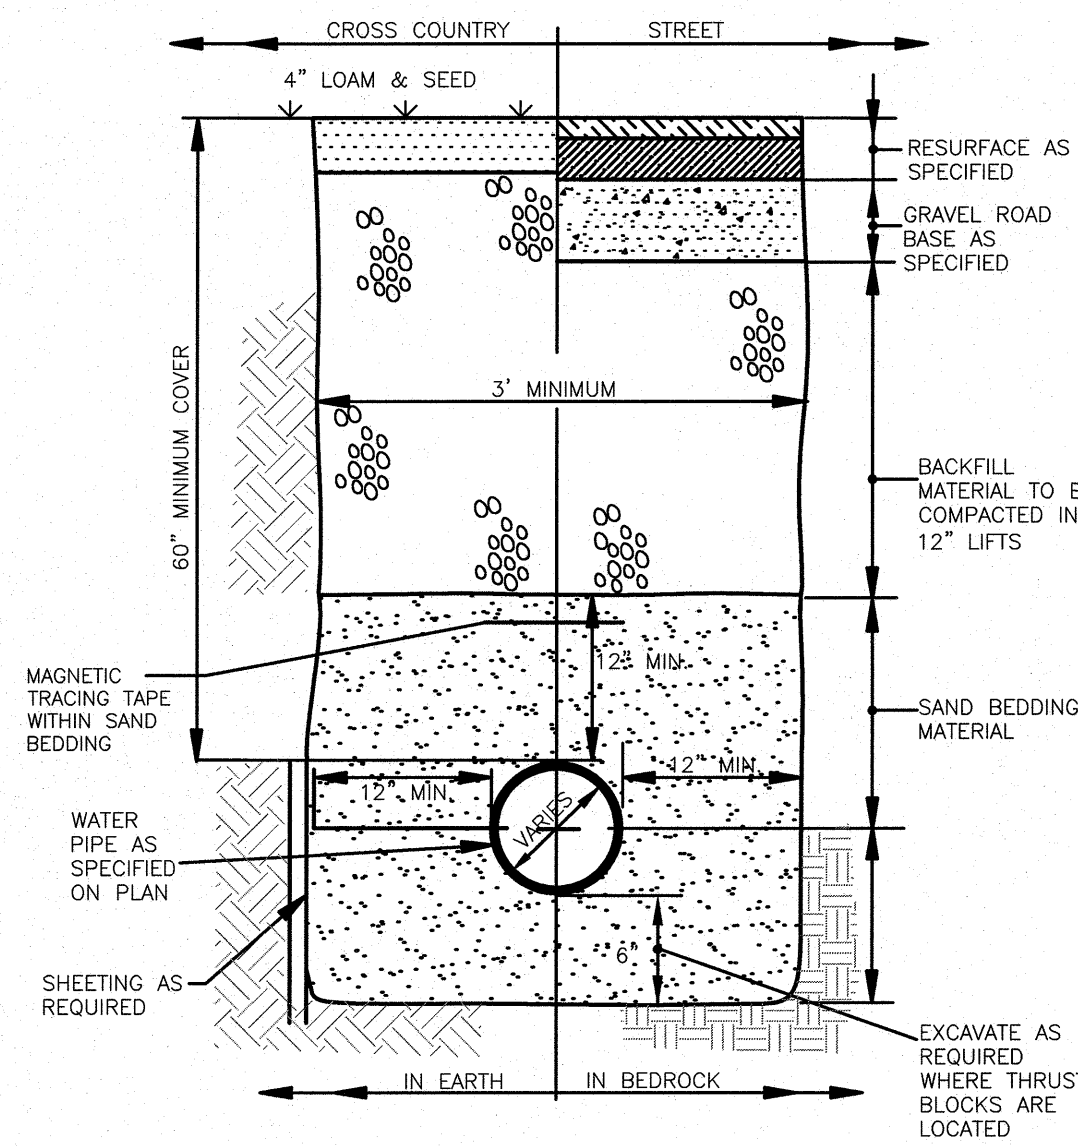 CROSS COUNTRY
STREET
4" LOAM & SEED
RESURFACE AS
SPECIFIED
GRAVEL ROAD
BASE AS
SPECIFIED
60" MINIMUM COVER
3' MINIMUM
BACKFILL
MATERIAL TO
COMPACTED IN
12" LIFTS
12" MIN.
MAGNETIC
TRACING TAPE
WITHIN SAND
BEDDING
SAND BEDDING
MATERIAL
12" MIN
12" MIN.
VARIES
WATER
PIPE AS
SPECIFIED
ON PLAN
6"
SHEETING AS
REQUIRED
EXCAVATE AS
REQUIRED
WHERE THRUS
BLOCKS ARE
LOCATED
IN EARTH
IN BEDROCK